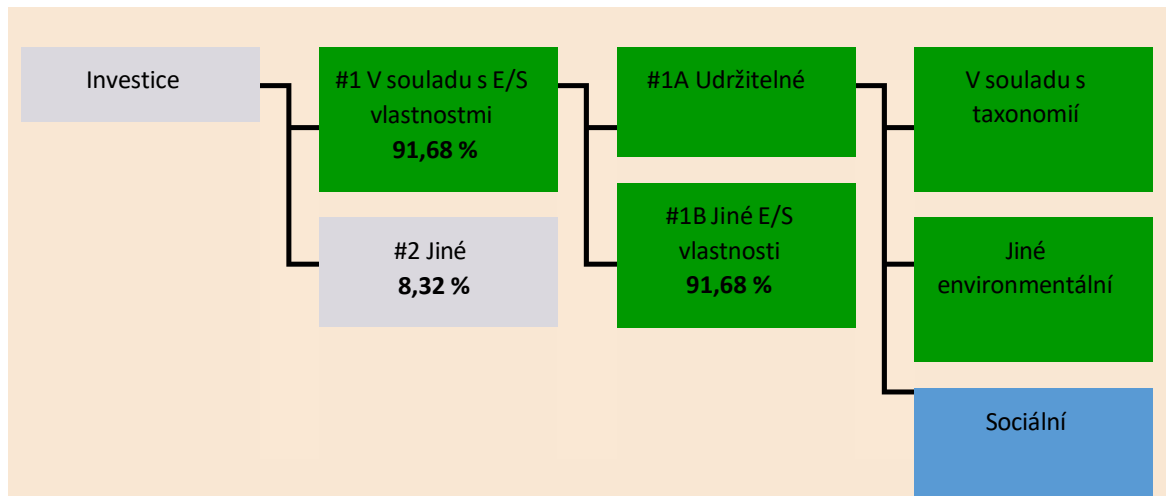 Investice
#1 V souladu s E/S
vlastnostmi
91,68 %
#2 Jiné
8,32 %
#1A Udržitelné
#1B Jiné E/S
vlastnosti
91,68 %
V souladu s
taxonomií
Jiné
environmentální
Sociální